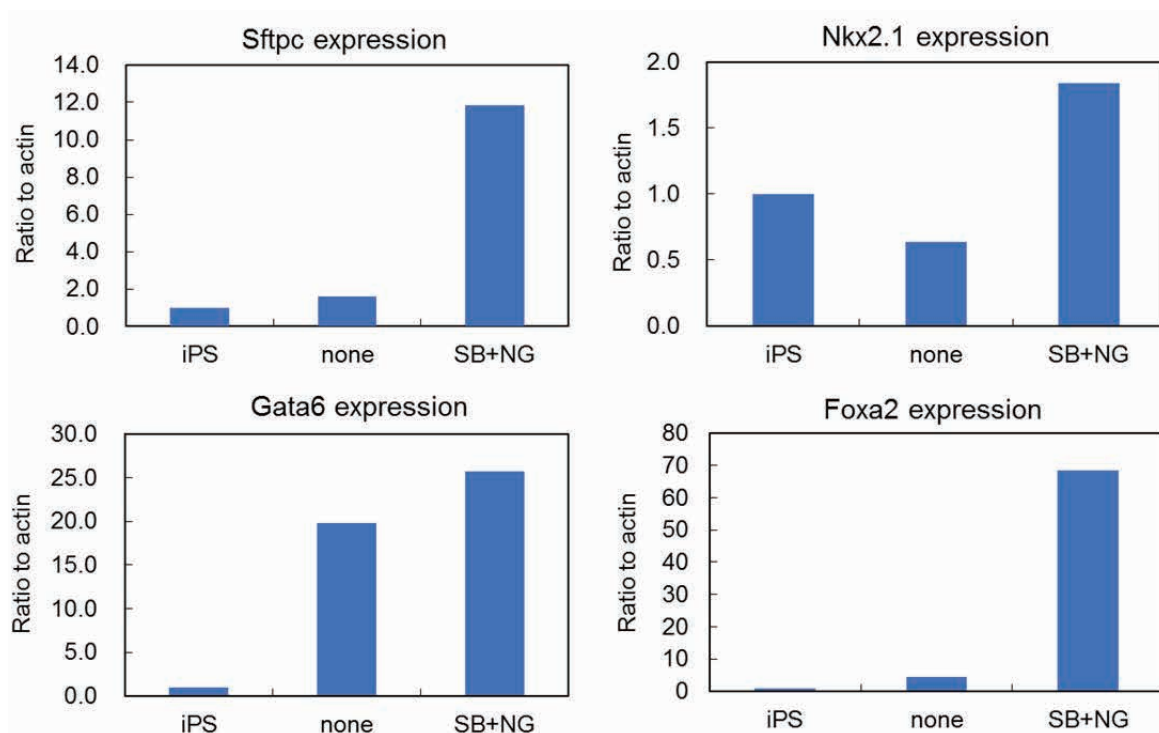 Sftpc expression
Ratio to actin
14.0
12.0
10.0
8.0
6.0
4.0
2.0
0.0
iPS none SB+NG
Nkx2.1 expression
Ratio to actin
2.0
1.5
1.0
0.5
0.0
iPS none SB+NG
Gata6 expression
Ratio to actin
30.0
25.0
20.0
15.0
10.0
5.0
0.0
iPS none SB+NG
Foxa2 expression
Ratio to actin
80
70
60
50
40
30
20
10
0
iPS none SB+NG